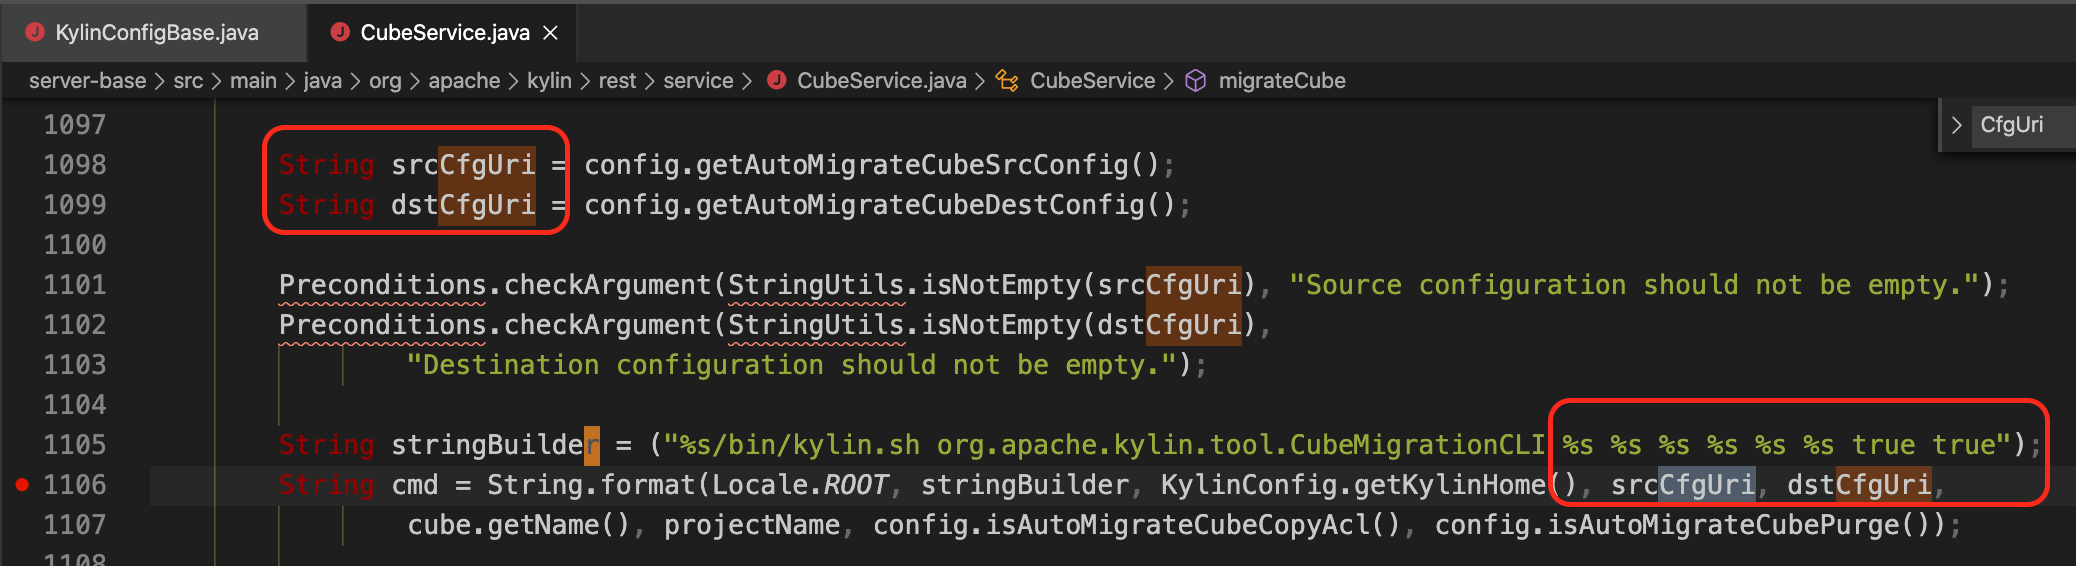 KylinConfigBase.java CubeService.java
server-base > src > main > java > org > apache > kylin > rest > service > CubeService.java > CubeService > migrateCube
CfgUri
1097
1098 String srcCfgUri = config.getAutoMigrateCubeSrcConfig();
1099 String dstCfgUri = config.getAutoMigrateCubeDestConfig();
1100
1101 Preconditions.checkArgument(StringUtils.isNotEmpty(srcCfgUri), "Source configuration should not be empty.");
1102 Preconditions.checkArgument(StringUtils.isNotEmpty(dstCfgUri),
1103 "Destination configuration should not be empty.");
1104
1105 String stringBuilder = ("%s/bin/kylin.sh org.apache.kylin.tool.CubeMigrationCLI %s %s %s %s %s %s true true");
1106 String cmd = String.format(Locale.ROOT, stringBuilder, KylinConfig.getKylinHome(), srcCfgUri, dstCfgUri,
1107 cube.getName(), projectName, config.isAutoMigrateCubeCopyAcl(), config.isAutoMigrateCubePurge());
1108